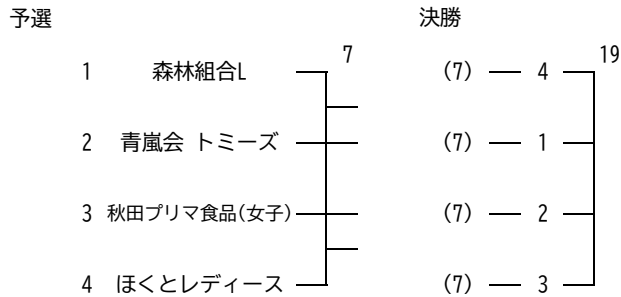 予選 決勝
7 19
1 森林組合L (7) 4
2 青嵐会 トミーズ (7) 1
3 秋田プリマ食品(女子) (7) 2
4 ほくとレディース (7) 3